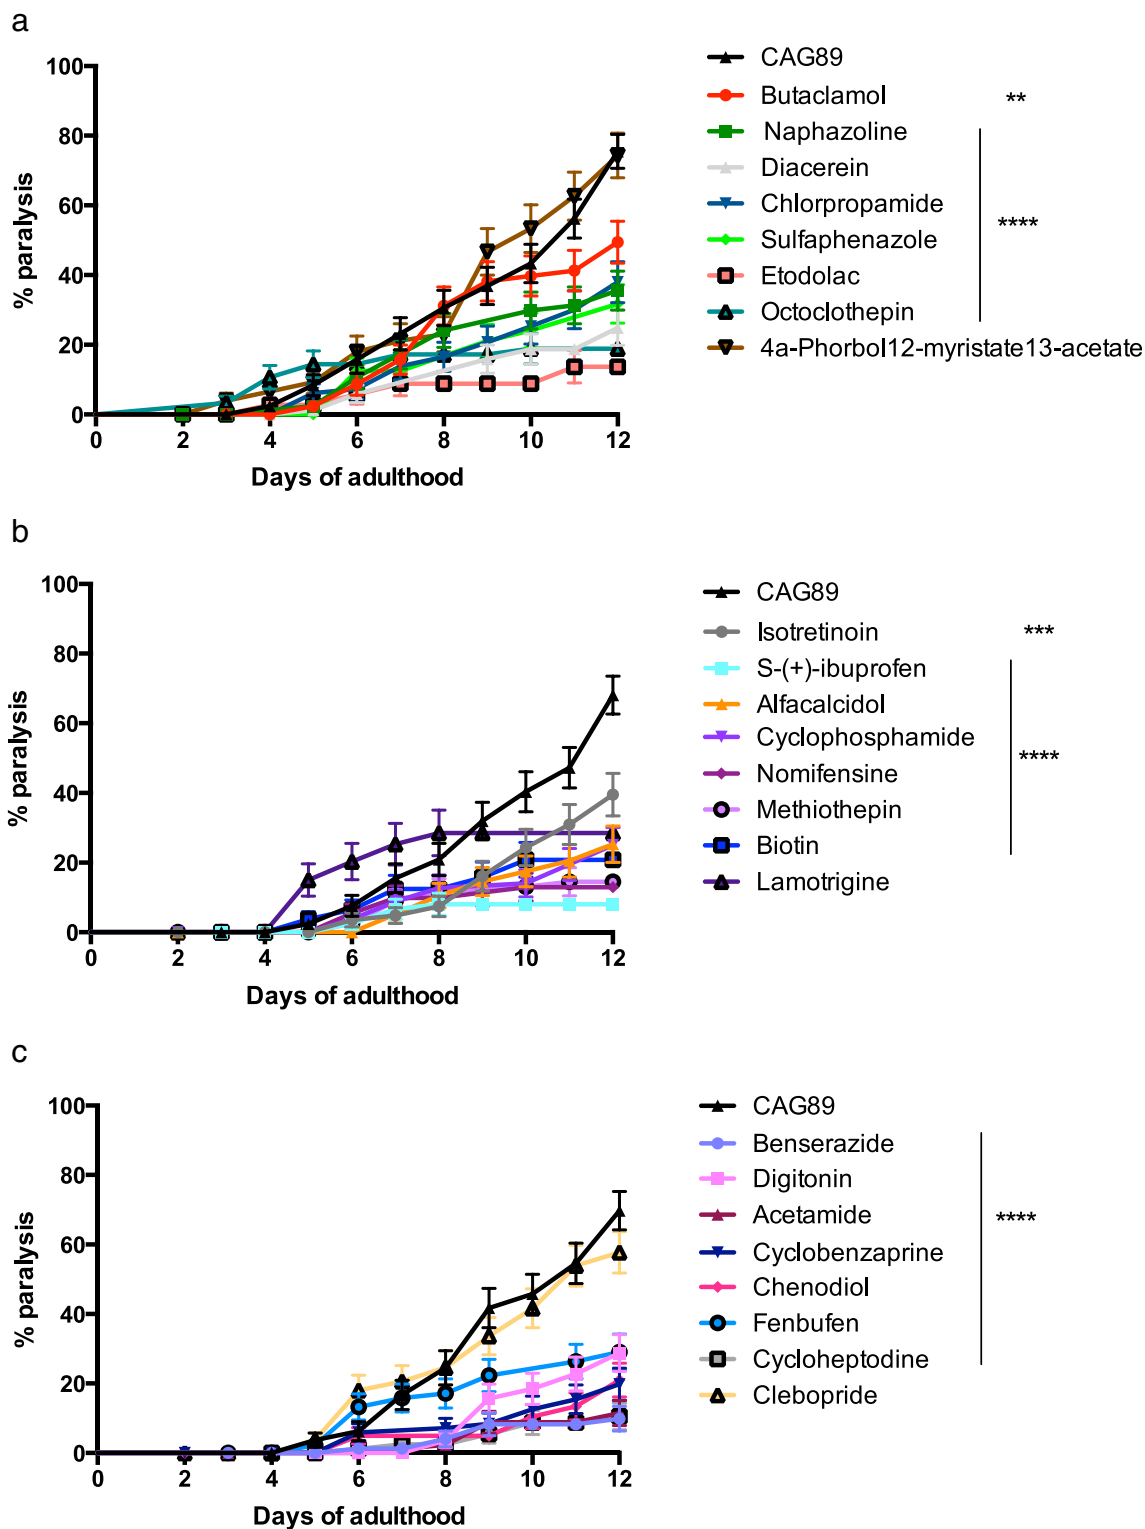 a
100
80
60
40
20
0
% paralysis
0 2 4 6 8 10 12
Days of adulthood
CAG89
Butaclamol **
Naphazoline
Diacerein
Chlorpropamide
****
Sulfaphenazole
Etodolac
Octoclothepin
4a-Phorbol12-myristate13-acetate
b
100
80
60
40
20
0
% paralysis
0 2 4 6 8 10 12
Days of adulthood
CAG89
Isotretinoin ***
S-(+)-ibuprofen
Alfacalcidol
Cyclophosphamide
****
Nomifensine
Methiothepin
Biotin
Lamotrigine
c
100
80
60
40
20
0
% paralysis
0 2 4 6 8 10 12
Days of adulthood
CAG89
Benserazide
Digitonin
Acetamide ****
Cyclobenzaprine
Chenodiol
Fenbufen
Cycloheptodine
Clebopride